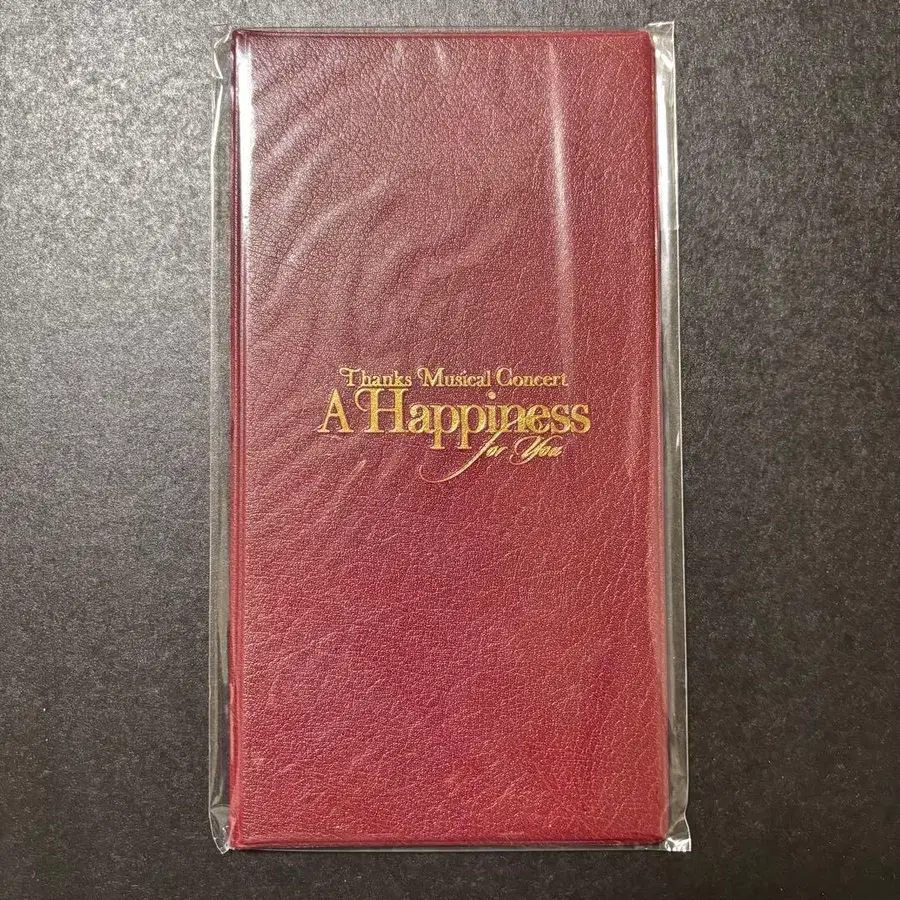 Thanks Musical Concert
A Happiness
for You